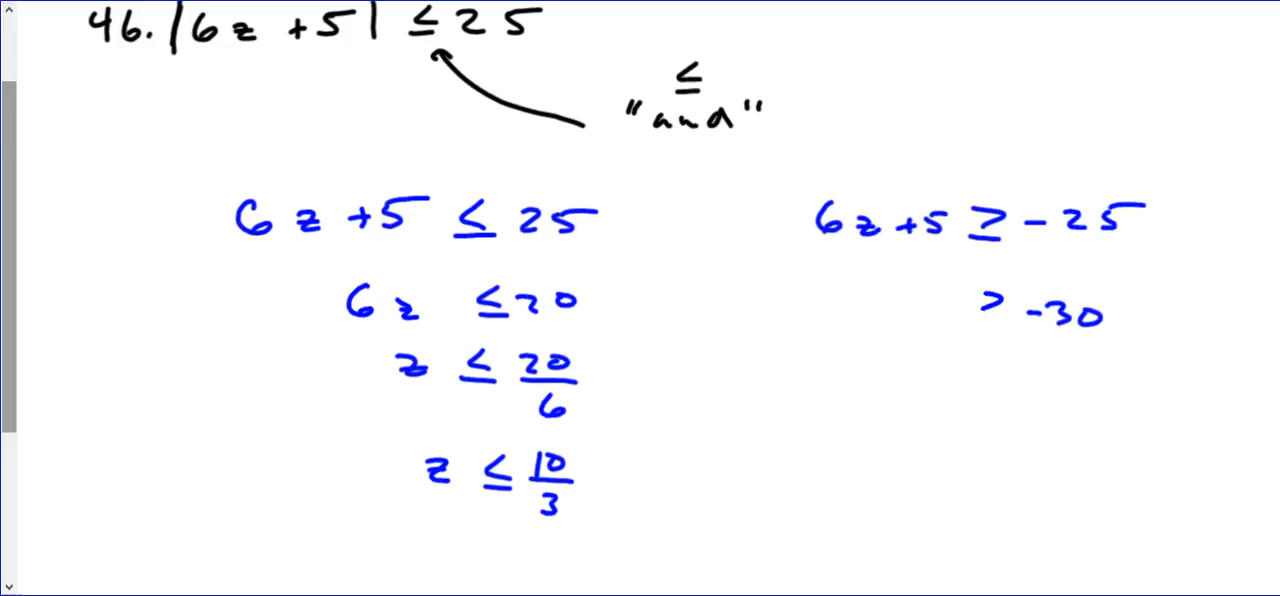 46. |6z +5| ≤ 25
≤
"and"
6z +5 ≤ 25
6z ≤ 20
z ≤ 20/6
z ≤ 10/3
6z +5 ≥ -25
> -30